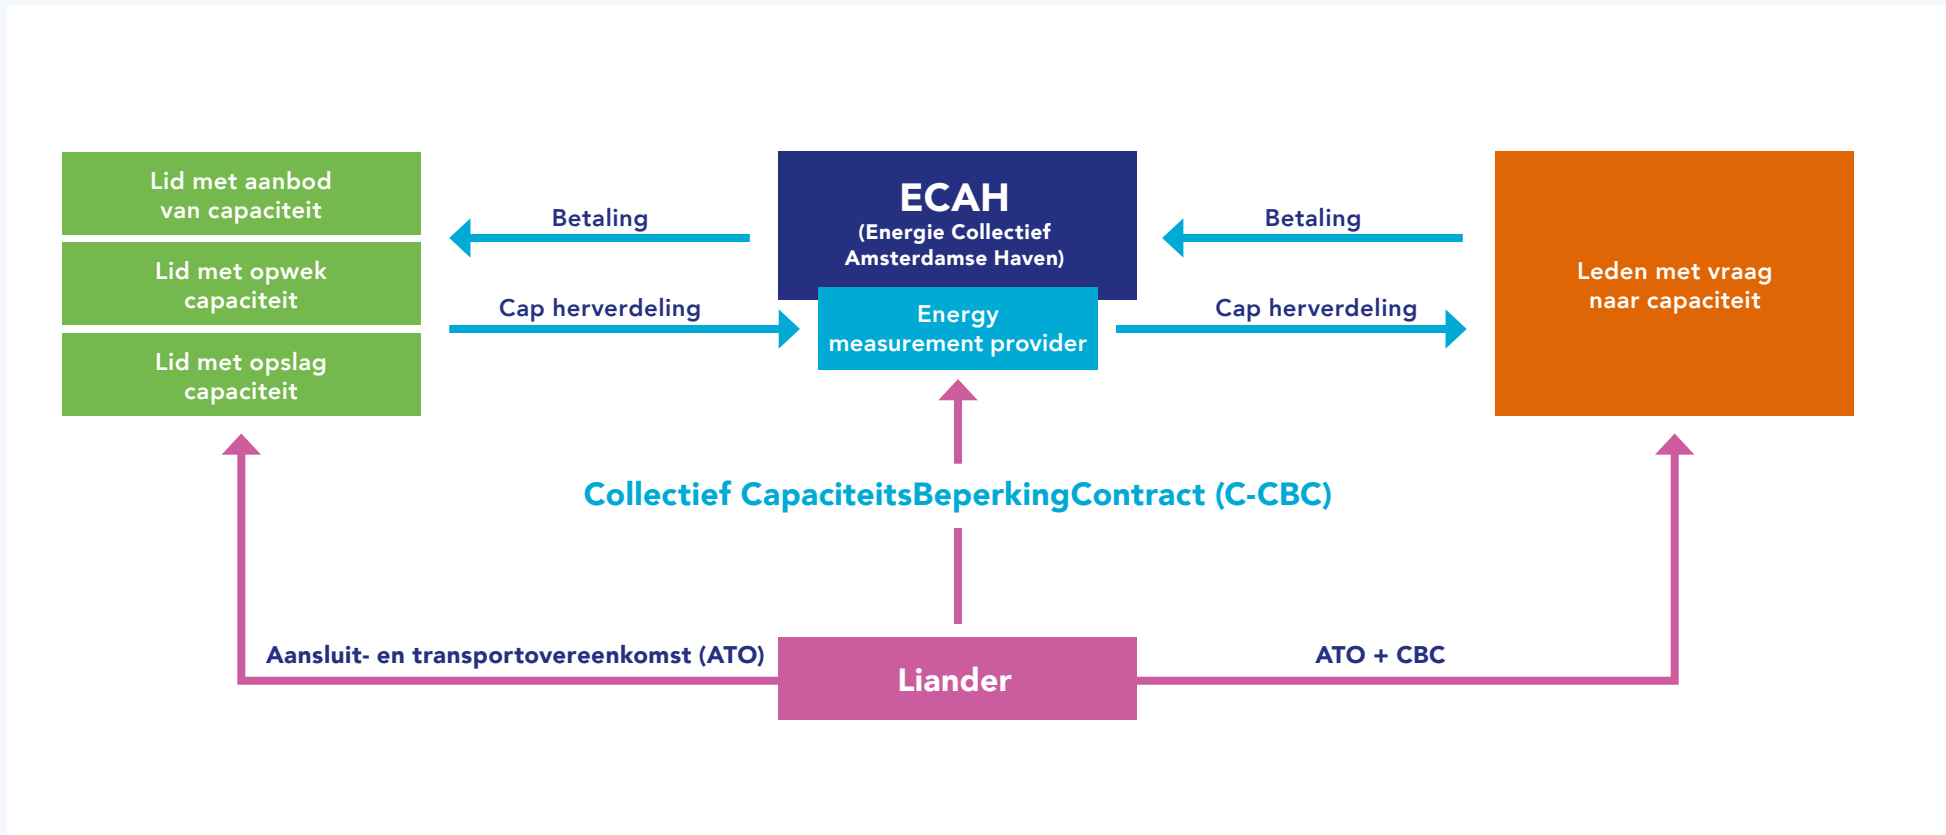 Lid met aanbod
van capaciteit
Lid met opwek
capaciteit
Lid met opslag
capaciteit
Betaling
Cap herverdeling
ECAH
(Energie Collectief
Amsterdamse Haven)
Energy
measurement provider
Betaling
Cap herverdeling
Leden met vraag
naar capaciteit
Collectief CapaciteitsBeperkingContract (C-CBC)
Aansluit- en transportovereenkomst (ATO)
Liander
ATO + CBC